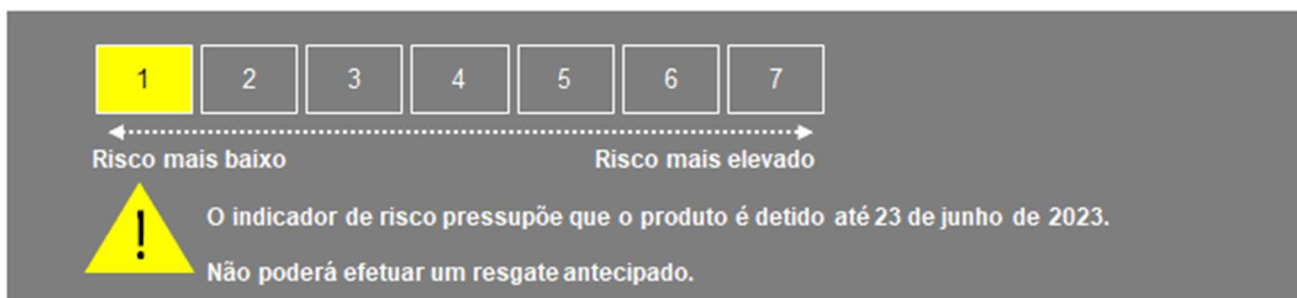 1 2 3 4 5 6 7
Risco mais baixo Risco mais elevado
! O indicador de risco pressupõe que o produto é detido até 23 de junho de 2023.
Não poderá efetuar um resgate antecipado.